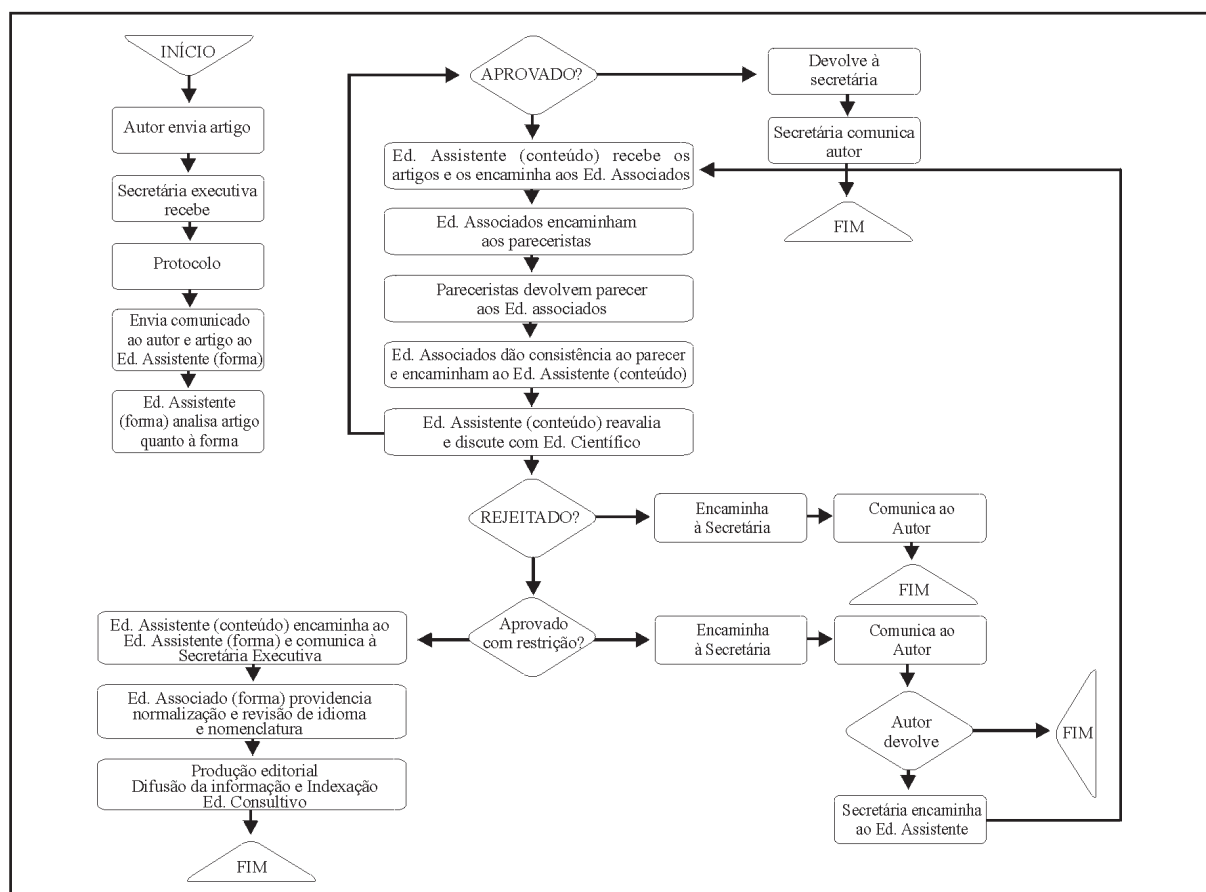 INÍCIO
Autor envia artigo
Secretária executiva
recebe
Protocolo
Envia comunicado
ao autor e artigo ao
Ed. Assistente (forma)
Ed. Assistente
(forma) analisa artigo
quanto à forma
APROVADO?
Devolve à
secretária
Secretária comunica
autor
FIM
Ed. Assistente (conteúdo) recebe os
artigos e os encaminha aos Ed. Associados
Ed. Associados encaminham
aos pareceristas
Pareceristas devolvem parecer
aos Ed. associados
Ed. Associados dão consistência ao parecer
e encaminham ao Ed. Assistente (conteúdo)
Ed. Assistente (conteúdo) reavalia
e discute com Ed. Científico
REJEITADO?
Encaminha
à Secretária
Comunica ao
Autor
FIM
Aprovado
com restrição?
Encaminha
à Secretária
Comunica ao
Autor
Autor
devolve
FIM
Secretária encaminha
ao Ed. Assistente
Ed. Assistente (conteúdo) encaminha ao
Ed. Assistente (forma) e comunica à
Secretária Executiva
Ed. Associado (forma) providencia
normalização e revisão de idioma
e nomenclatura
Produção editorial
Difusão da informação e Indexação
Ed. Consultivo
FIM